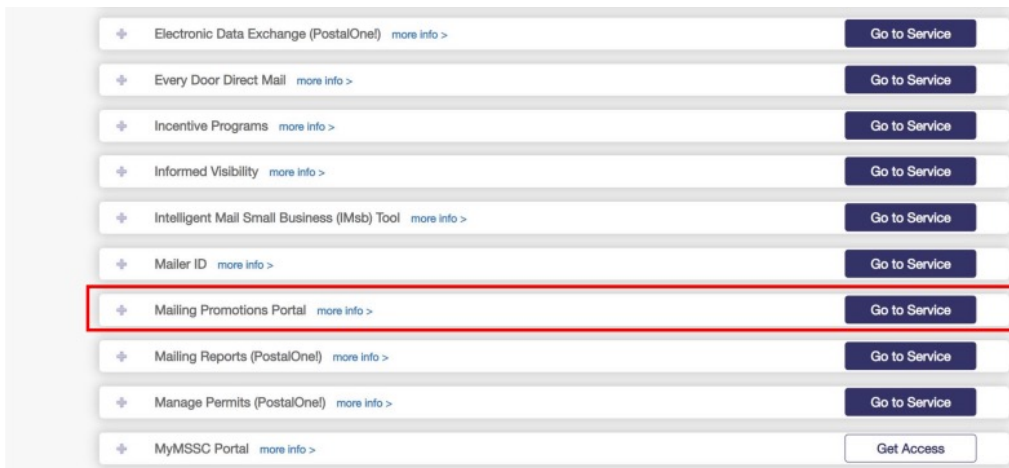 Electronic Data Exchange (PostalOne!) more info > Go to Service
Every Door Direct Mail more info > Go to Service
Incentive Programs more info > Go to Service
Informed Visibility more info > Go to Service
Intelligent Mail Small Business (IMsb) Tool more info > Go to Service
Mailer ID more info > Go to Service
Mailing Promotions Portal more info > Go to Service
Mailing Reports (PostalOne!) more info > Go to Service
Manage Permits (PostalOne!) more info > Go to Service
MyMSSC Portal more info > Get Access